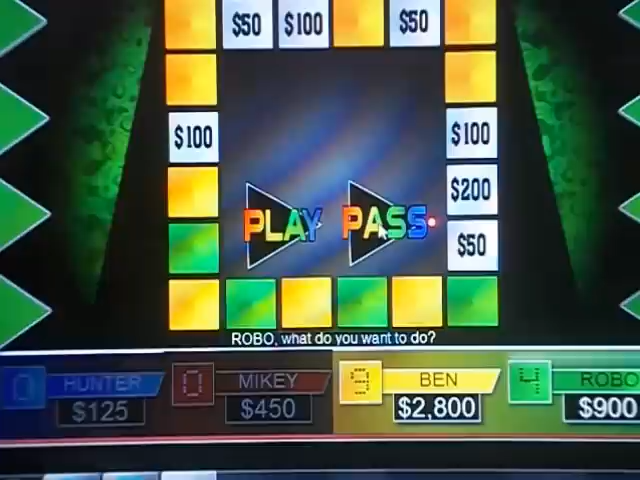 $50 $100 $50
$100 $100
$200
PLAY PASS
$50
ROBO, what do you want to do?
0 HUNTER 0 MIKEY 9 BEN 4 ROBO
$125 $450 $2,800 $900